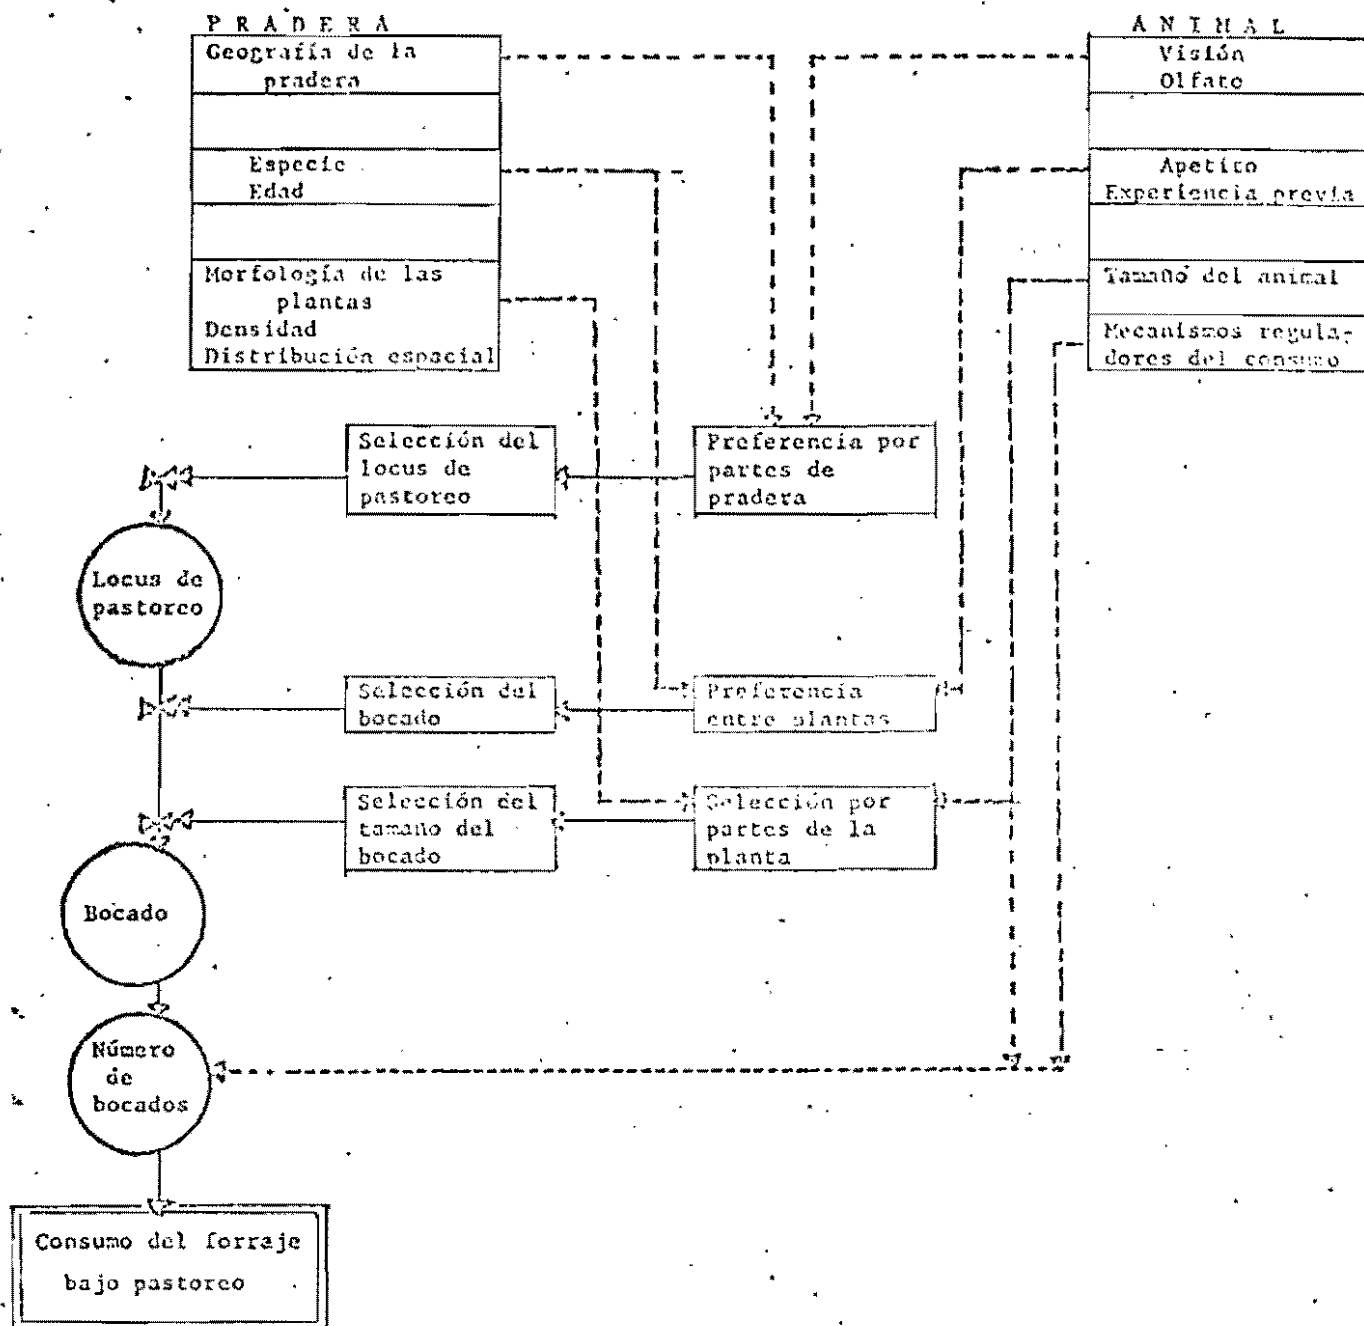 PRADERA
Geografía de la
pradera
Especie
Edad
Morfología de las
plantas
Densidad
Distribución espacial
ANIMAL
Visión
Olfato
Apetito
Experiencia previa
Tamaño del animal
Mecanismos regula-
dores del consumo
Selección del
locus de
pastoreo
Preferencia por
partes de
pradera
Locus de
pastoreo
Selección del
bocado
Preferencia
entre plantas
Selección del
tamaño del
bocado
Selección por
partes de la
planta
Bocado
Número
de
bocados
Consumo del forraje
bajo pastoreo